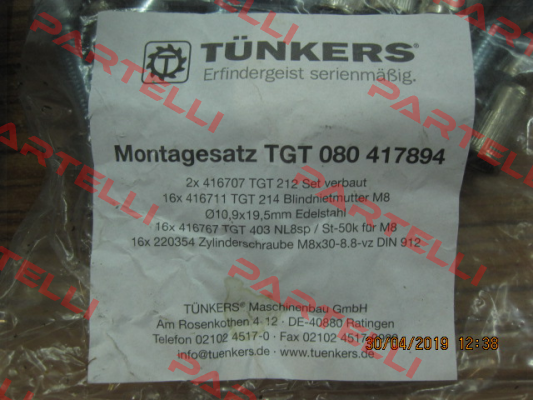 TÜNKERS®
Erfindergeist serienmäßig.
Montagesatz TGT 080 417894
2x 416707 TGT 212 Set verbaut
16x 416711 TGT 214 Blindnietmutter M8
Ø10,9x19,5mm Edelstahl
16x 416767 TGT 403 NL8sp / St-50k für M8
16x 220354 Zylinderschraube M8x30-8.8-vz DIN 912
TÜNKERS® Maschinenbau GmbH
Am Rosenkothen 4-12 · DE-40880 Ratingen
Telefon 02102 4517-0 · Fax 02102 4517-
info@tuenkers.de · www.tuenkers.de
30/04/2019 12:38
PARTELLI
PARTELLI
PARTELLI
PARTELLI
PARTELLI